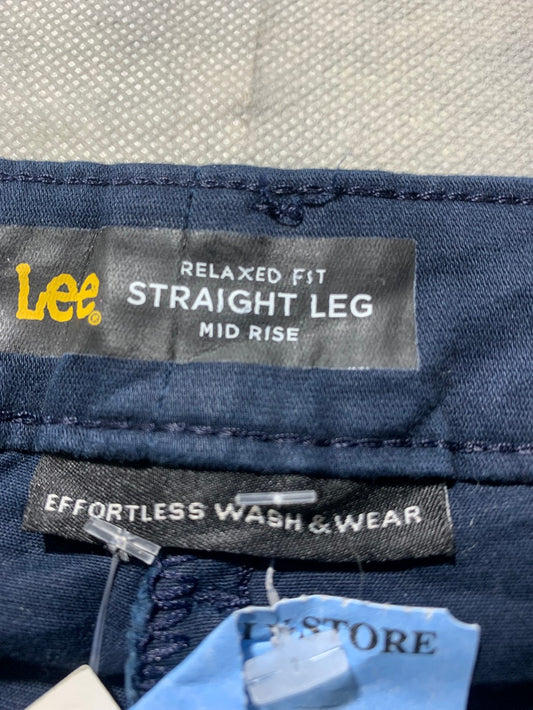 Lee®
RELAXED FIT
STRAIGHT LEG
MID RISE
EFFORTLESS WASH & WEAR
STORE